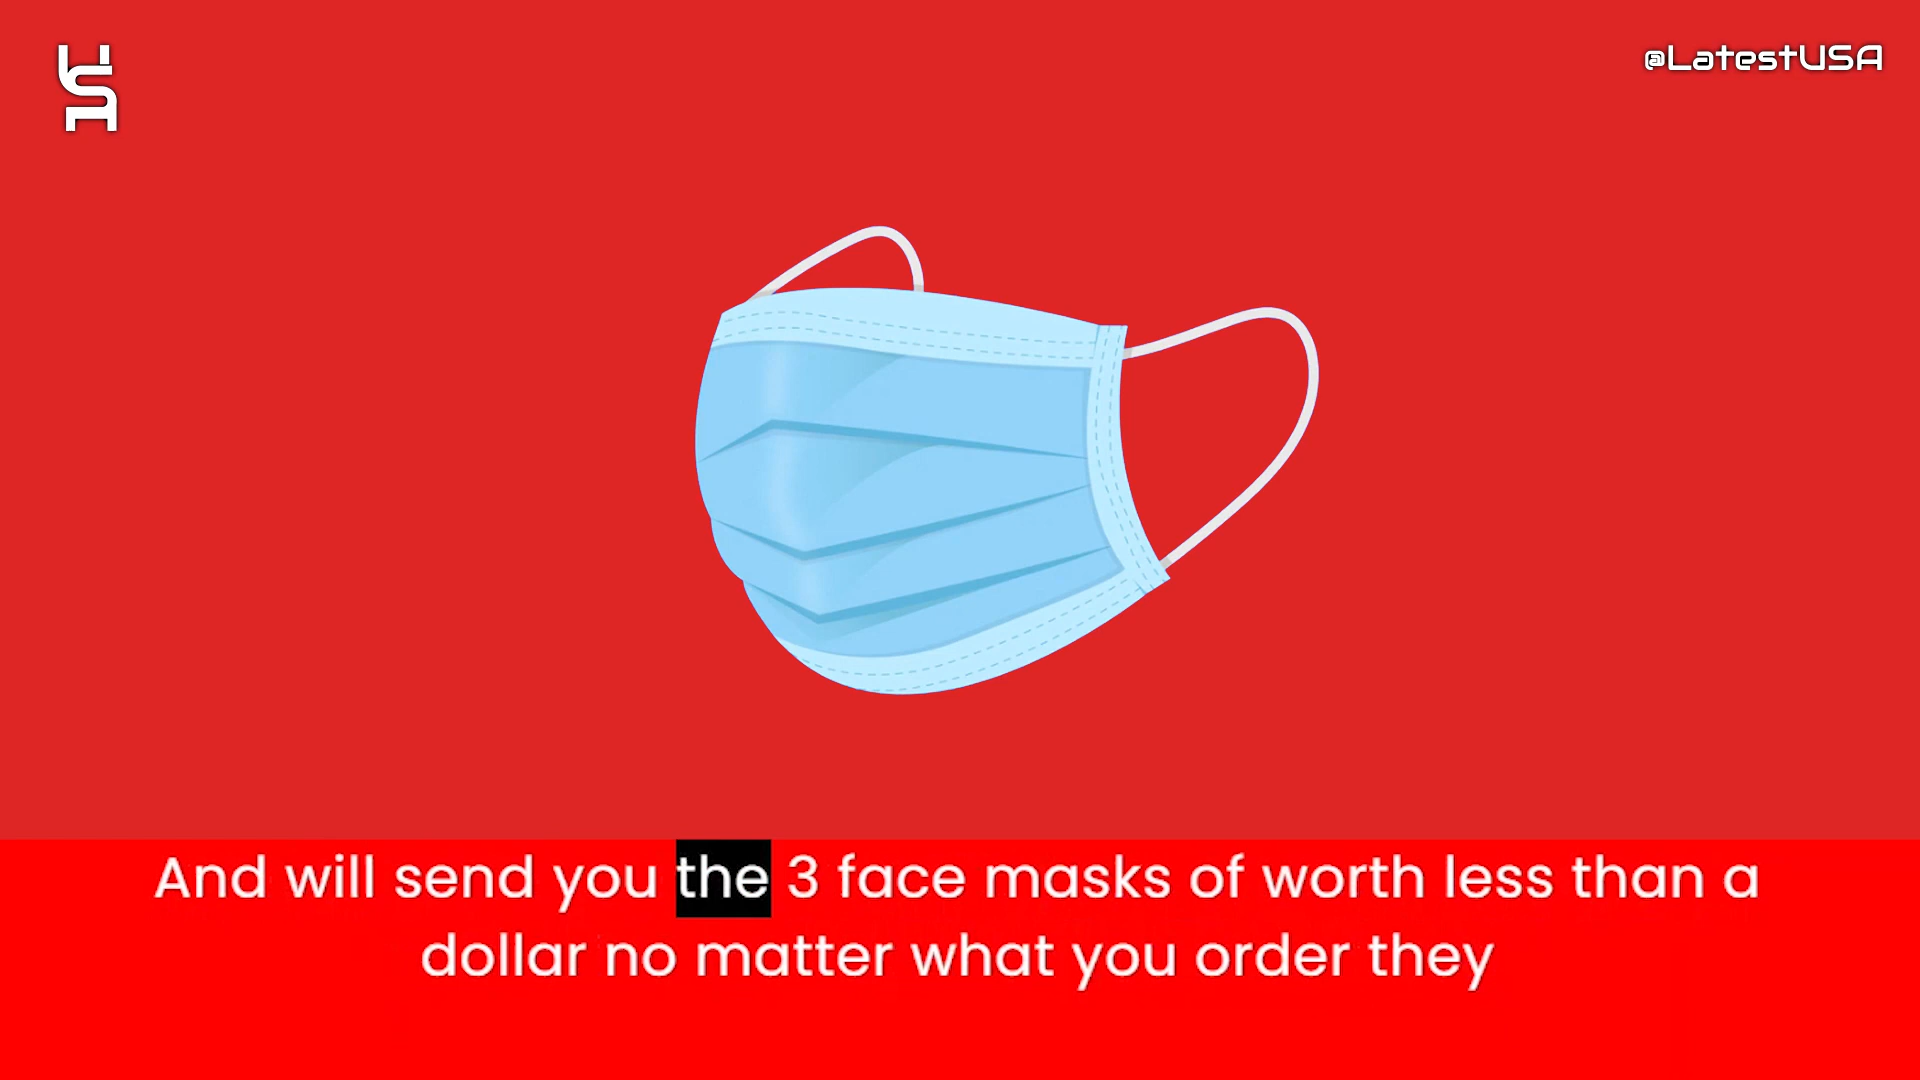 USA
@LatestUSA
And will send you the 3 face masks of worth less than a
dollar no matter what you order they